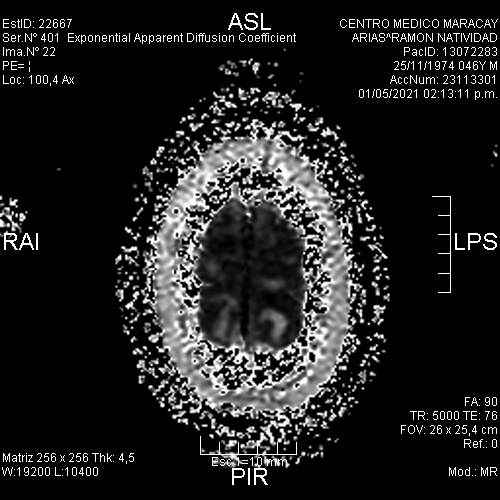 EstID: 22667
Ser.Nº 401 Exponential Apparent Diffusion Coefficient
Ima.Nº 22
PE= ¦
Loc: 100,4 Ax
ASL
CENTRO MEDICO MARACAY
ARIAS^RAMON NATIVIDAD
PacID: 13072283
25/11/1974 046Y M
AccNum: 23113301
01/05/2021 02:13:11 p.m.
RAI
LPS
FA: 90
TR: 5000 TE: 76
FOV: 26 x 25,4 cm
Ref.: 0
Matriz 256 x 256 Thk: 4,5
W:19200 L:10400
Esc 1=10 mm
PIR
Mod.: MR